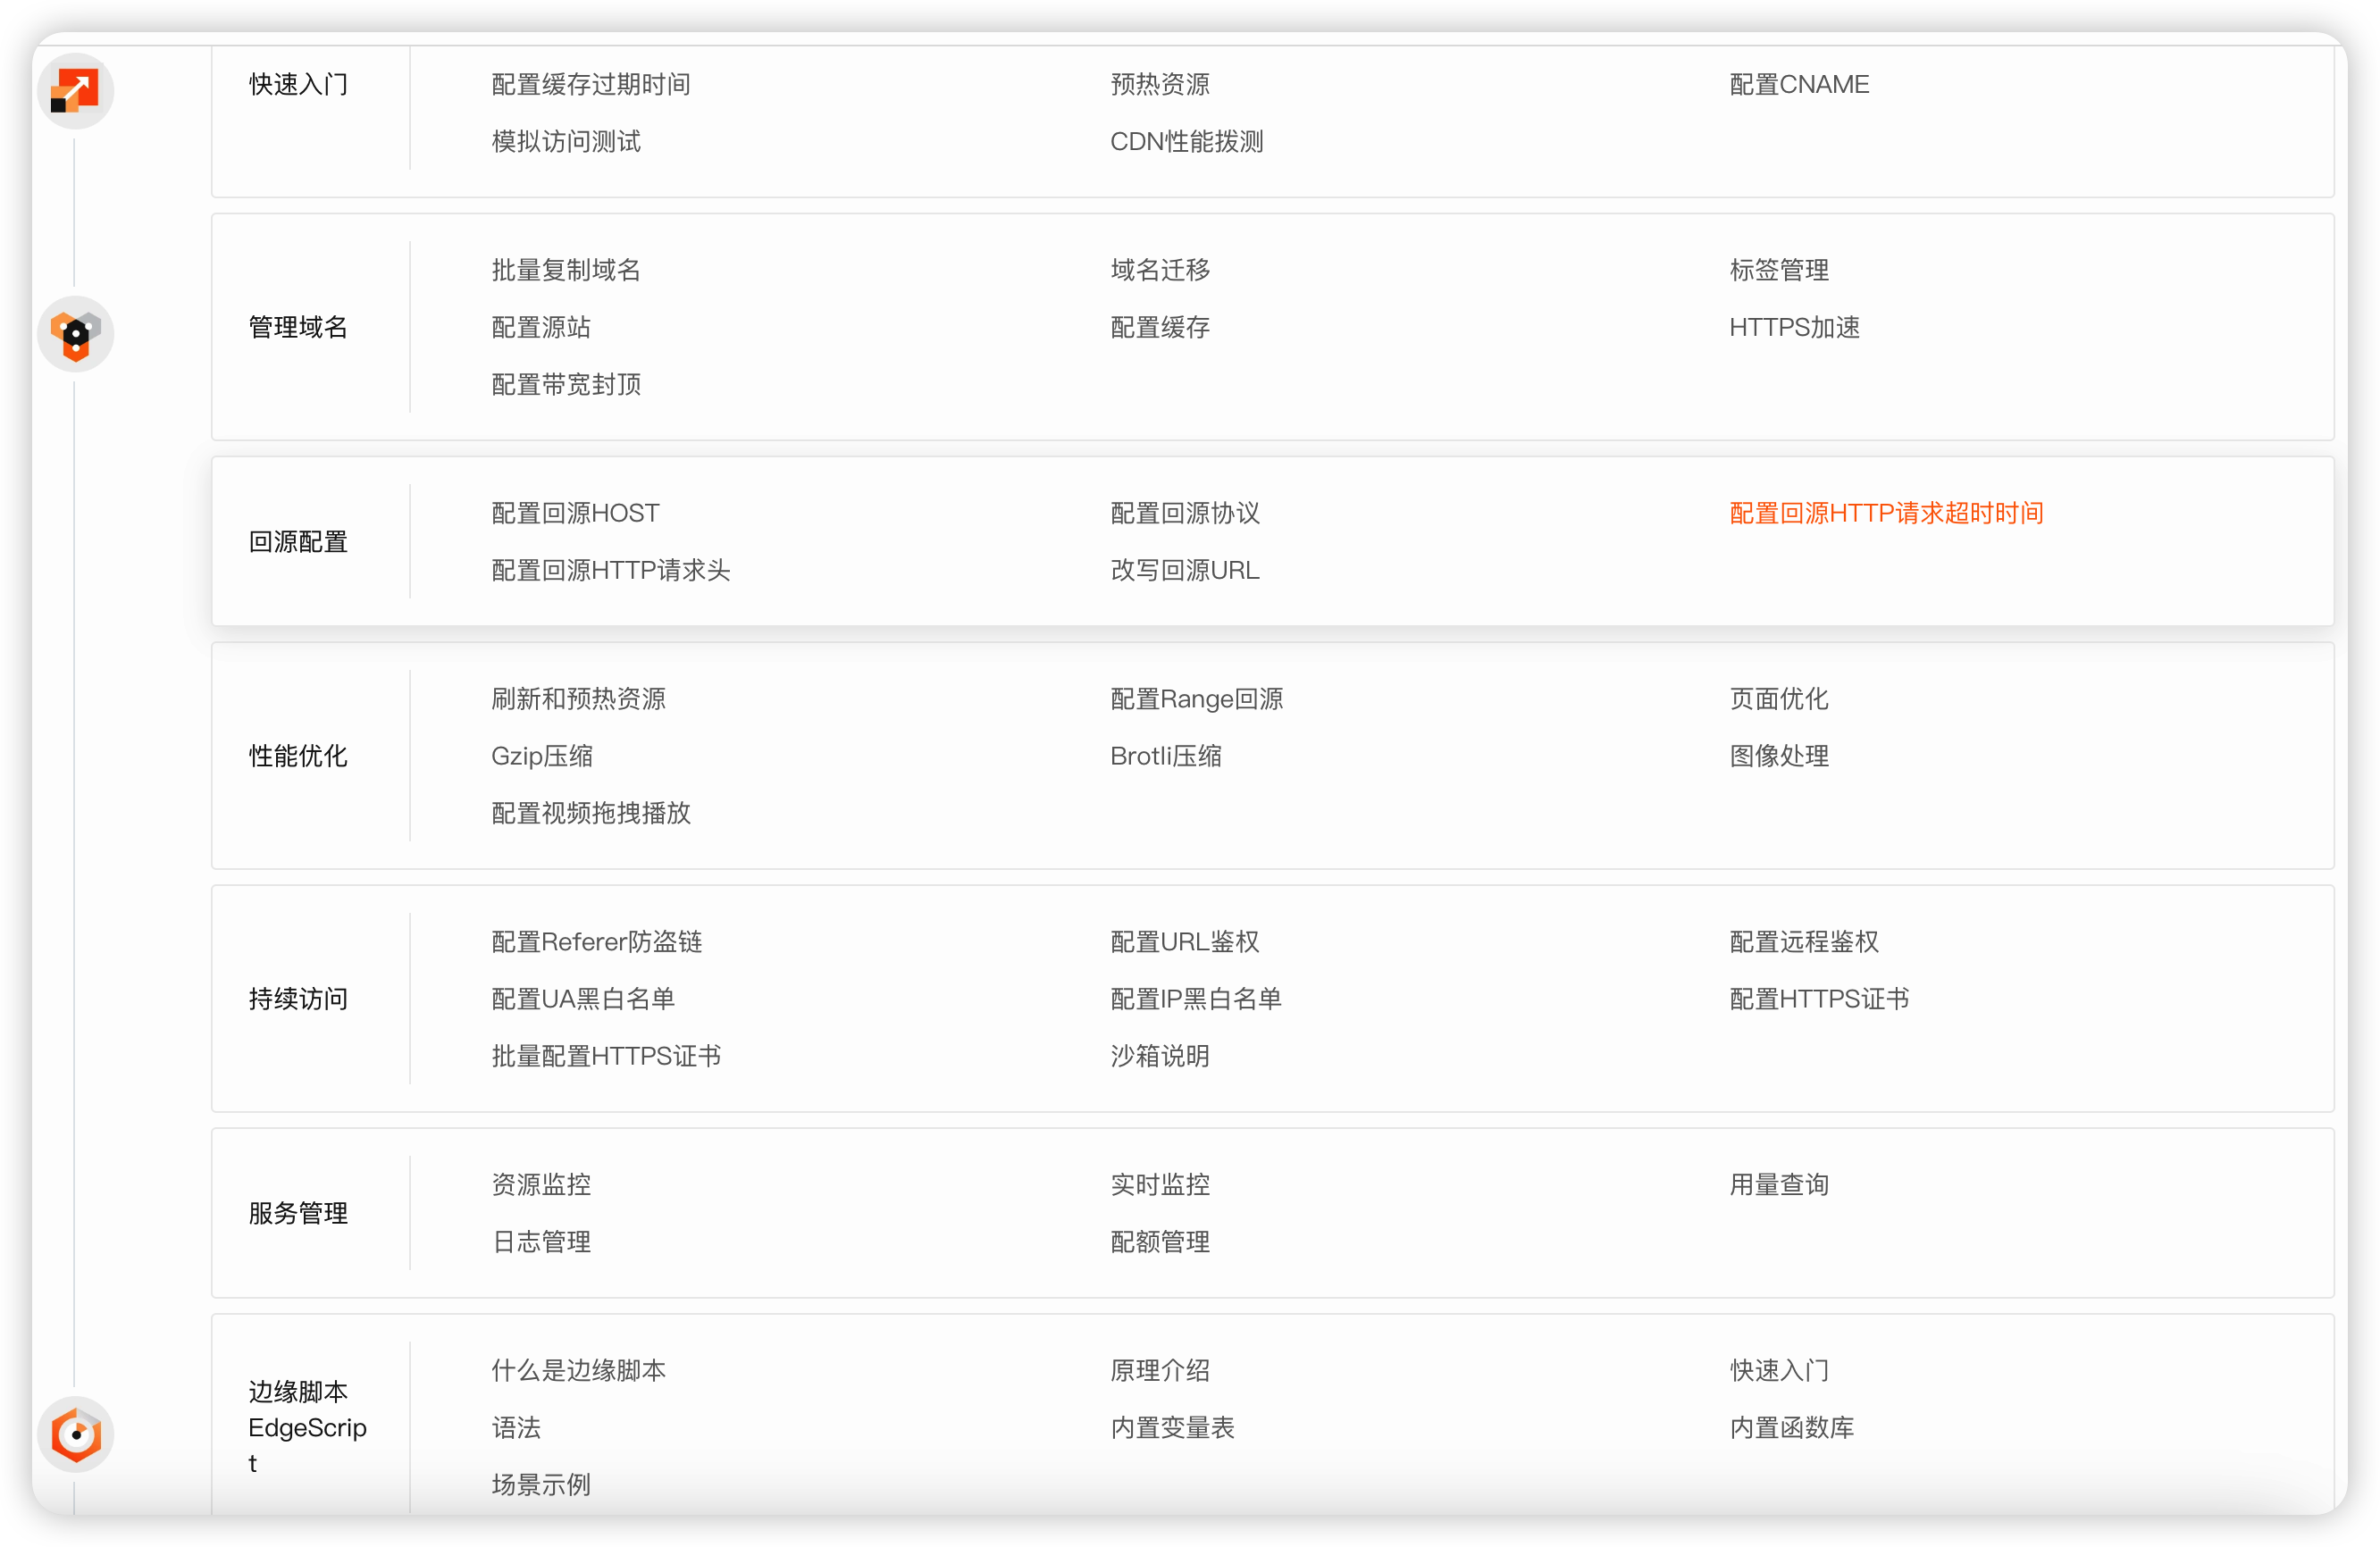 快速入门
配置缓存过期时间
预热资源
配置CNAME
模拟访问测试
CDN性能拨测
管理域名
批量复制域名
域名迁移
标签管理
配置源站
配置缓存
HTTPS加速
配置带宽封顶
回源配置
配置回源HOST
配置回源协议
配置回源HTTP请求超时时间
配置回源HTTP请求头
改写回源URL
性能优化
刷新和预热资源
配置Range回源
页面优化
Gzip压缩
Brotli压缩
图像处理
配置视频拖拽播放
持续访问
配置Referer防盗链
配置URL鉴权
配置远程鉴权
配置UA黑白名单
配置IP黑白名单
配置HTTPS证书
批量配置HTTPS证书
沙箱说明
服务管理
资源监控
实时监控
用量查询
日志管理
配额管理
边缘脚本
EdgeScrip
t
什么是边缘脚本
原理介绍
快速入门
语法
内置变量表
内置函数库
场景示例